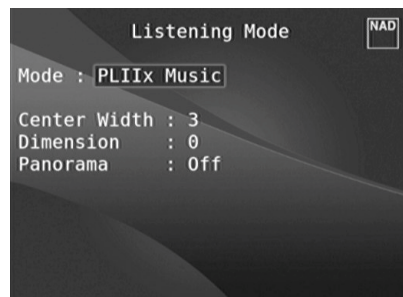 Listening Mode
NAD
Mode : PLIIx Music
Center Width : 3
Dimension : 0
Panorama : Off